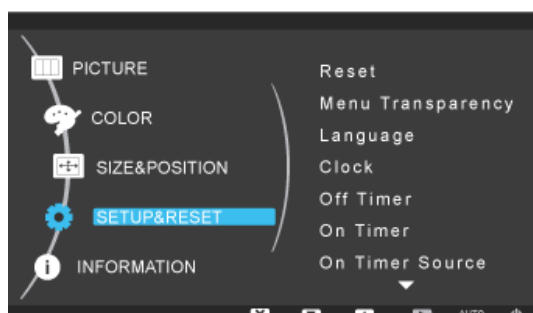 PICTURE
COLOR
SIZE&POSITION
SETUP&RESET
INFORMATION
Reset
Menu Transparency
Language
Clock
Off Timer
On Timer
On Timer Source
AUTO